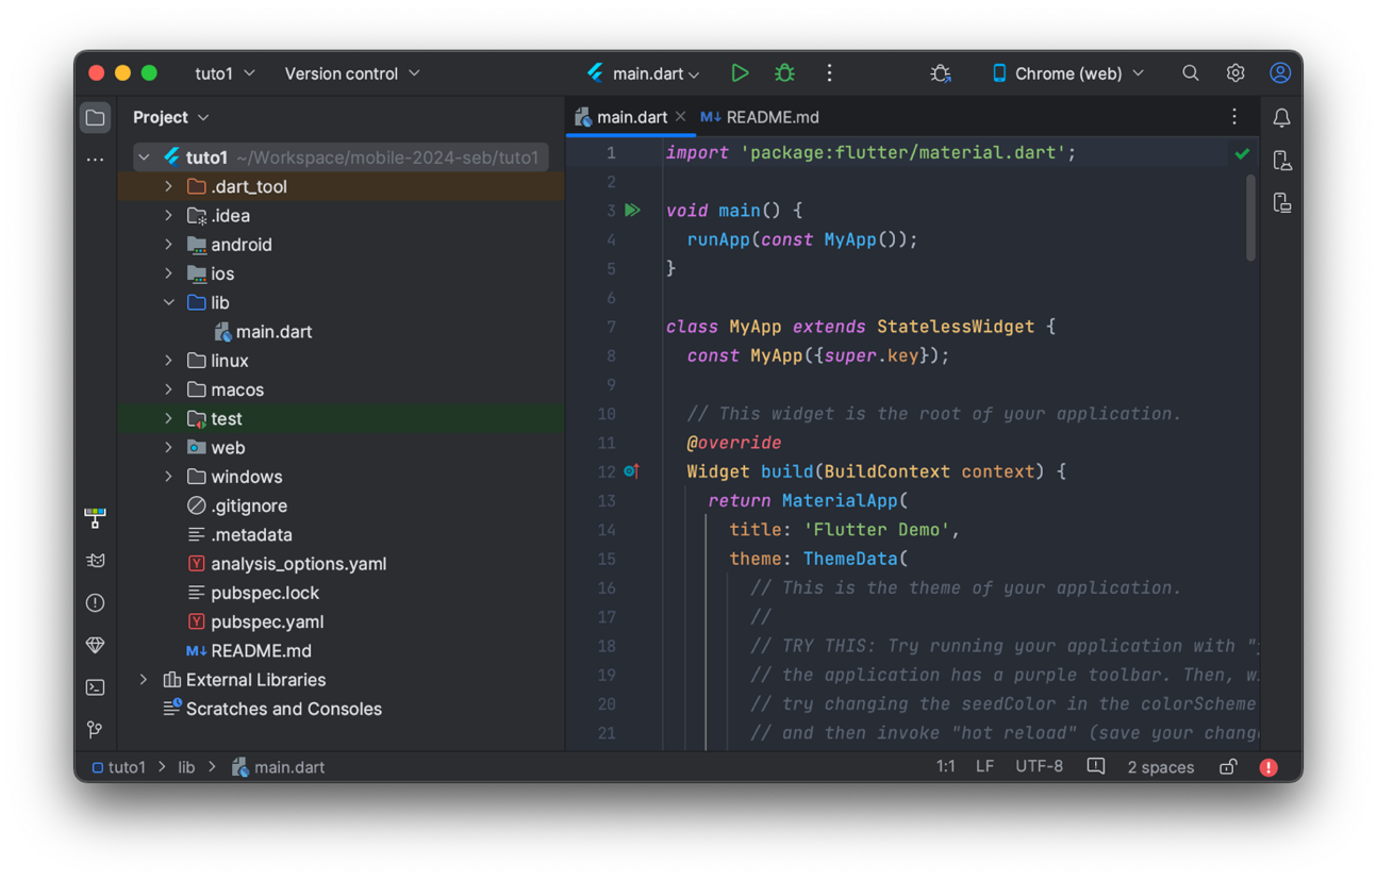 tuto1 Version control main.dart Chrome (web)
Project
main.dart README.md
tuto1 ~/Workspace/mobile-2024-seb/tuto1
.dart_tool
.idea
android
ios
lib
main.dart
linux
macos
test
web
windows
.gitignore
.metadata
Y analysis_options.yaml
pubspec.lock
Y pubspec.yaml
M↓ README.md
External Libraries
Scratches and Consoles
M↓
1 import 'package:flutter/material.dart';
2
3 void main() {
4 runApp(const MyApp());
5 }
6
7 class MyApp extends StatelessWidget {
8 const MyApp({super.key});
9
10 // This widget is the root of your application.
11 @override
12 Widget build(BuildContext context) {
13 return MaterialApp(
14 title: 'Flutter Demo',
15 theme: ThemeData(
16 // This is the theme of your application.
17 //
18 // TRY THIS: Try running your application with "
19 // the application has a purple toolbar. Then,
20 // try changing the seedColor in the colorScheme
21 // and then invoke "hot reload" (save your
tuto1 > lib > main.dart 1:1 LF UTF-8 2 spaces